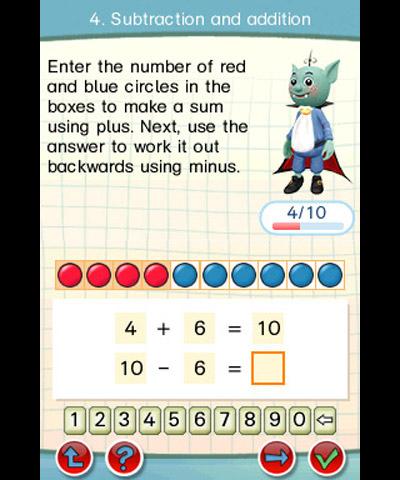 4. Subtraction and addition
Enter the number of red
and blue circles in the
boxes to make a sum
using plus. Next, use the
answer to work it out
backwards using minus.
4/10
4 + 6 = 10
10 - 6 =
1 2 3 4 5 6 7 8 9 0 ⇦
?